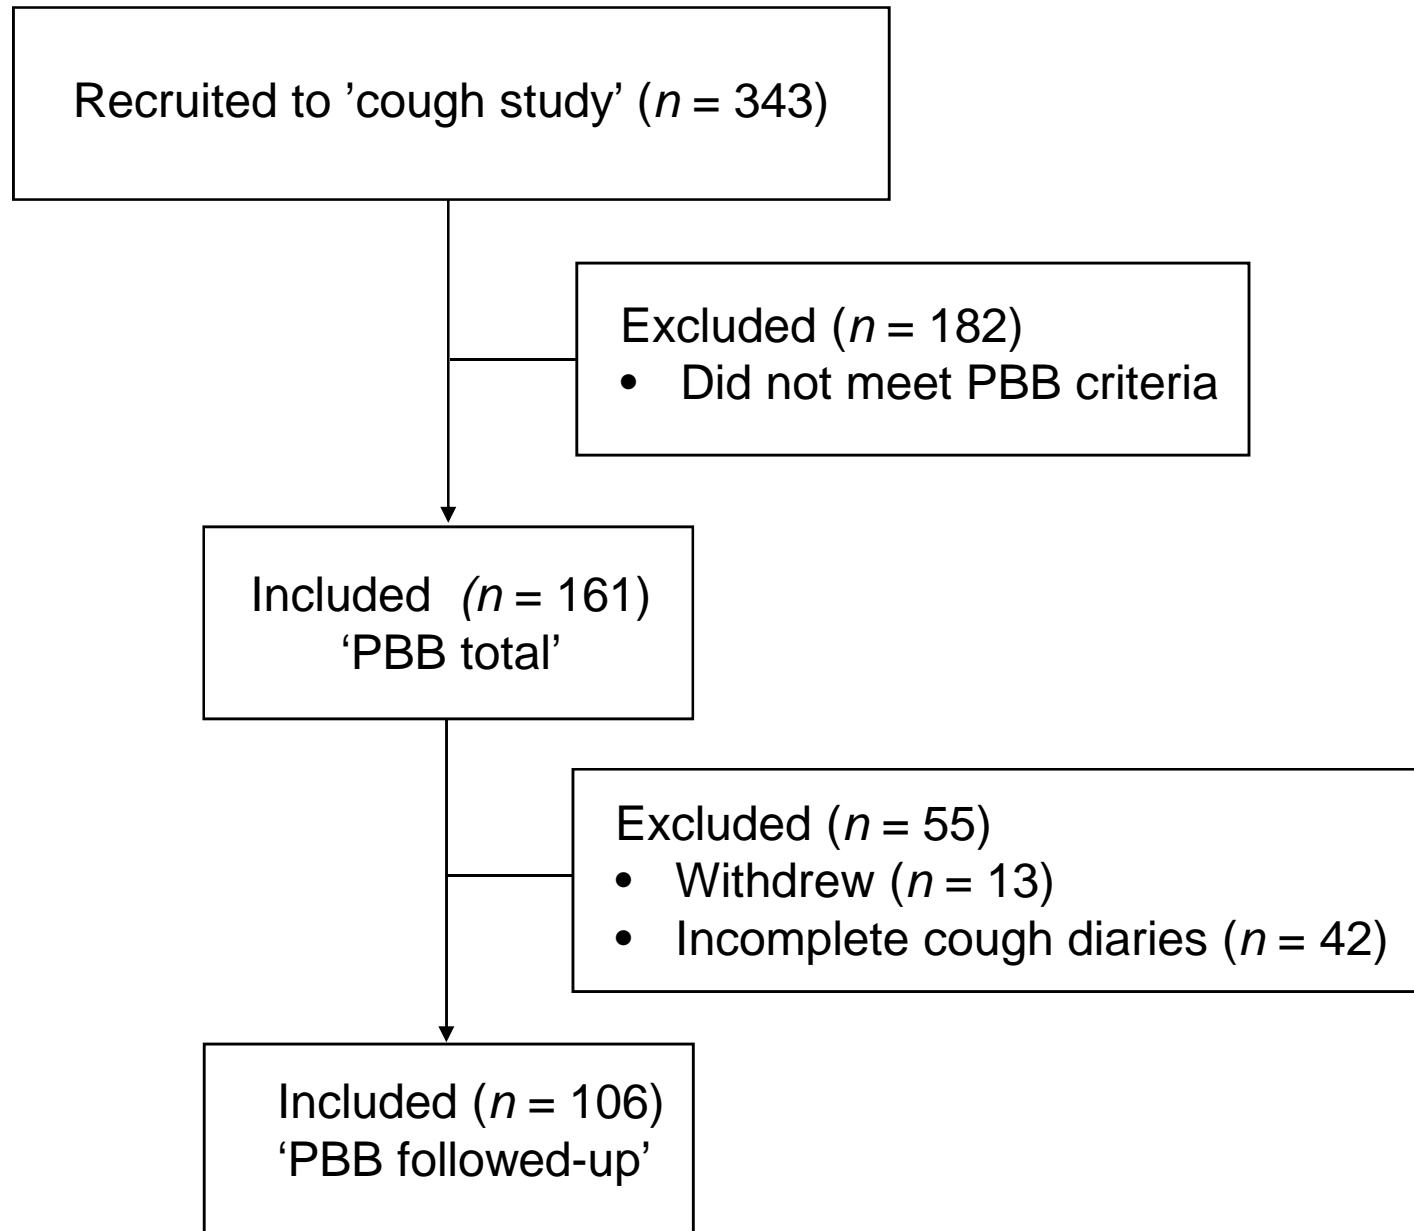 Recruited to ’cough study’ (n = 343)
Excluded (n = 182)
• Did not meet PBB criteria
Included (n = 161)
‘PBB total’
Excluded (n = 55)
• Withdrew (n = 13)
• Incomplete cough diaries (n = 42)
Included (n = 106)
‘PBB followed-up’